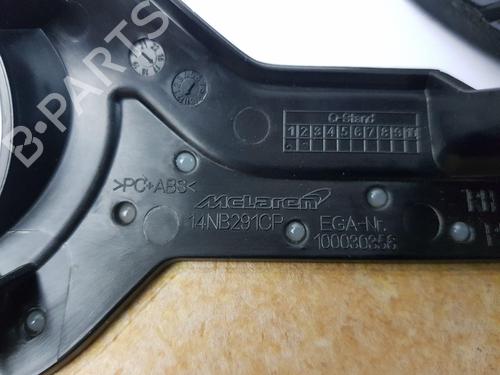 B-PARTS
Q-Stand
1 2 3 4 5 6 7 8 9 10
>PC+ABS<
McLaren
14NB291CP
EGA-Nr.
100030356